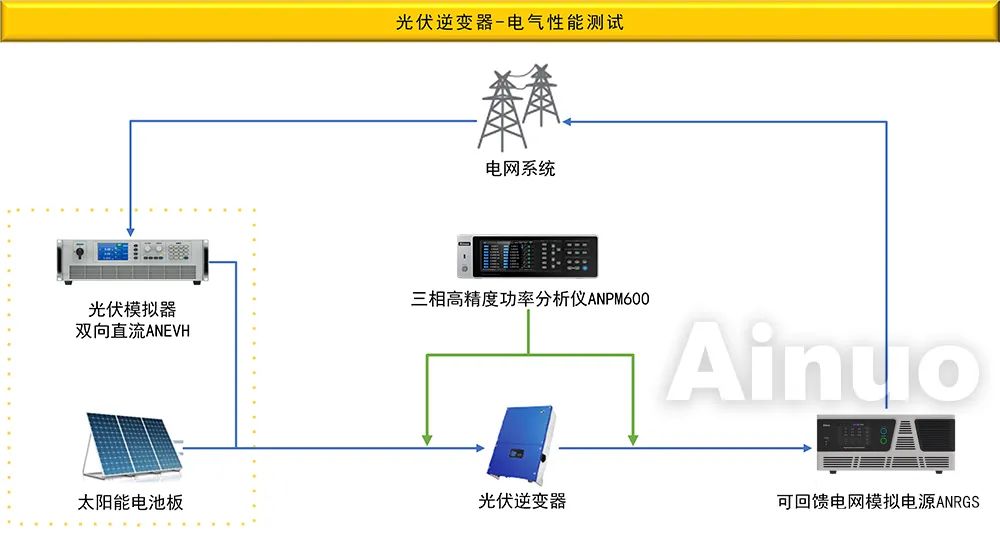 光伏逆变器-电气性能测试
电网系统
光伏模拟器
双向直流ANEVH
三相高精度功率分析仪ANPM600
Ainuo
太阳能电池板
光伏逆变器
可回馈电网模拟电源ANRGS